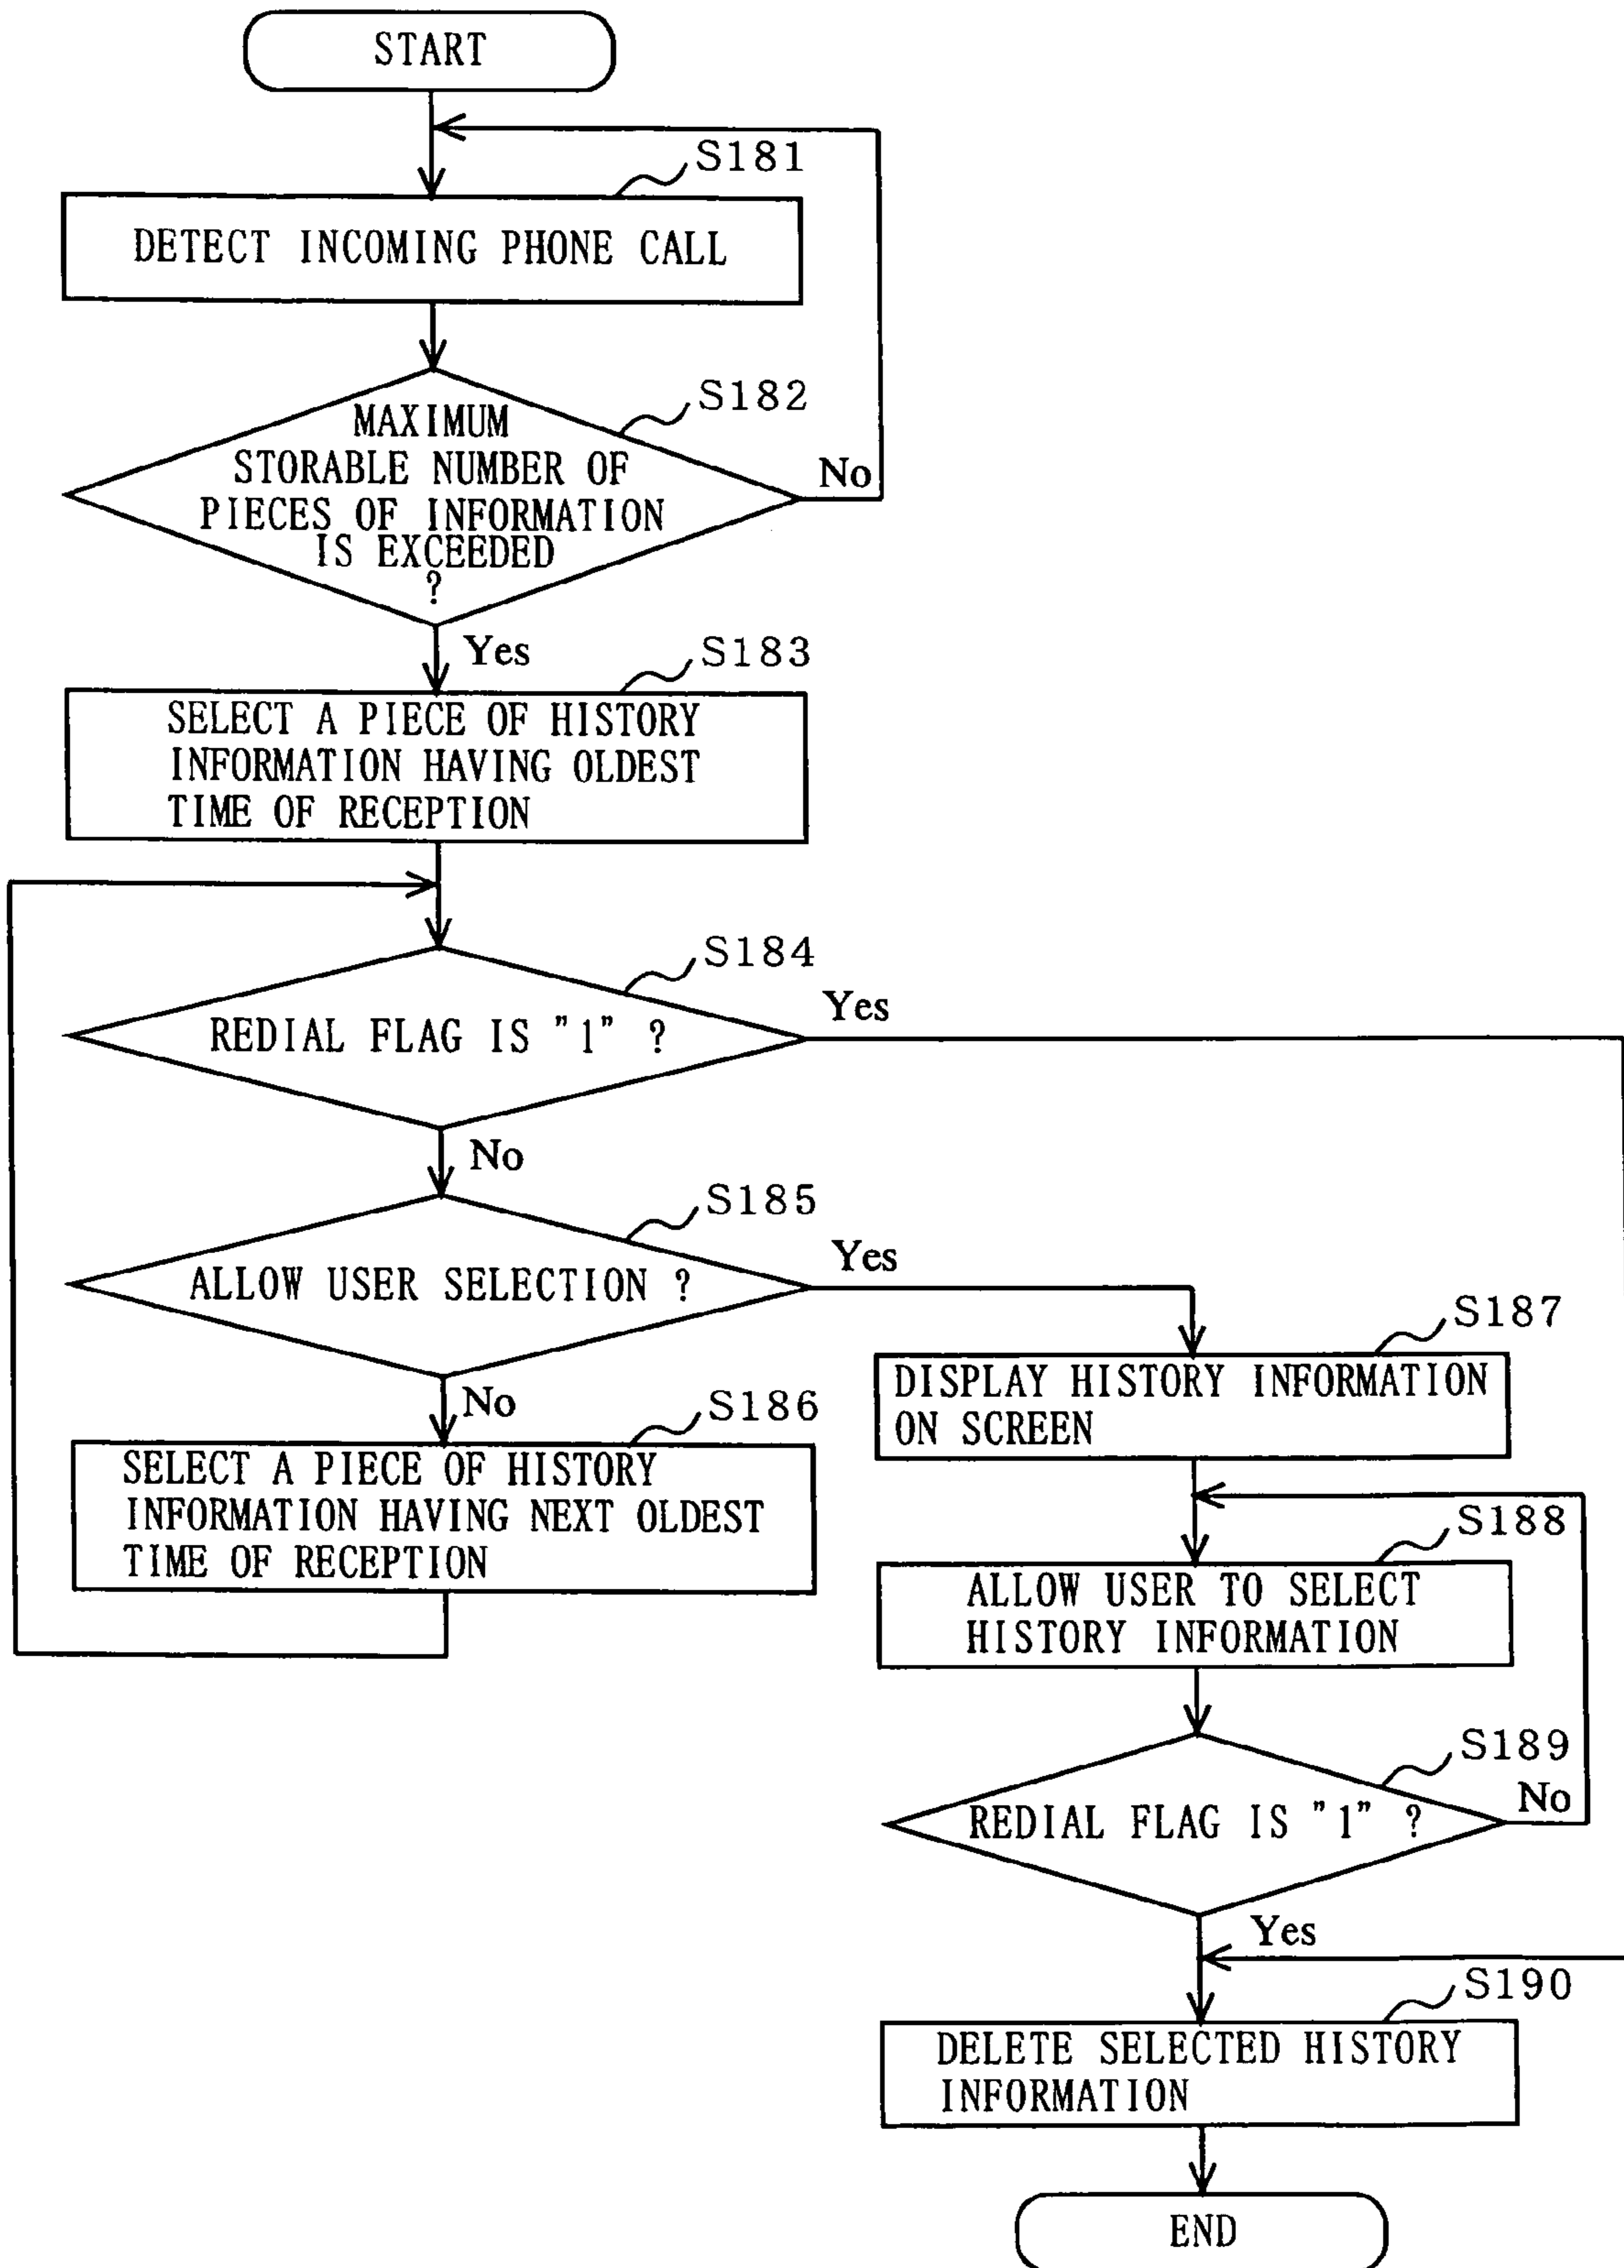 START
S181
DETECT INCOMING PHONE CALL
S182
MAXIMUM
STORABLE NUMBER OF
PIECES OF INFORMATION
IS EXCEEDED
?
No
Yes
S183
SELECT A PIECE OF HISTORY
INFORMATION HAVING OLDEST
TIME OF RECEPTION
S184
REDIAL FLAG IS "1" ?
Yes
No
S185
ALLOW USER SELECTION ?
Yes
No
S186
SELECT A PIECE OF HISTORY
INFORMATION HAVING NEXT OLDEST
TIME OF RECEPTION
S187
DISPLAY HISTORY INFORMATION
ON SCREEN
S188
ALLOW USER TO SELECT
HISTORY INFORMATION
S189
REDIAL FLAG IS "1" ?
No
Yes
S190
DELETE SELECTED HISTORY
INFORMATION
END